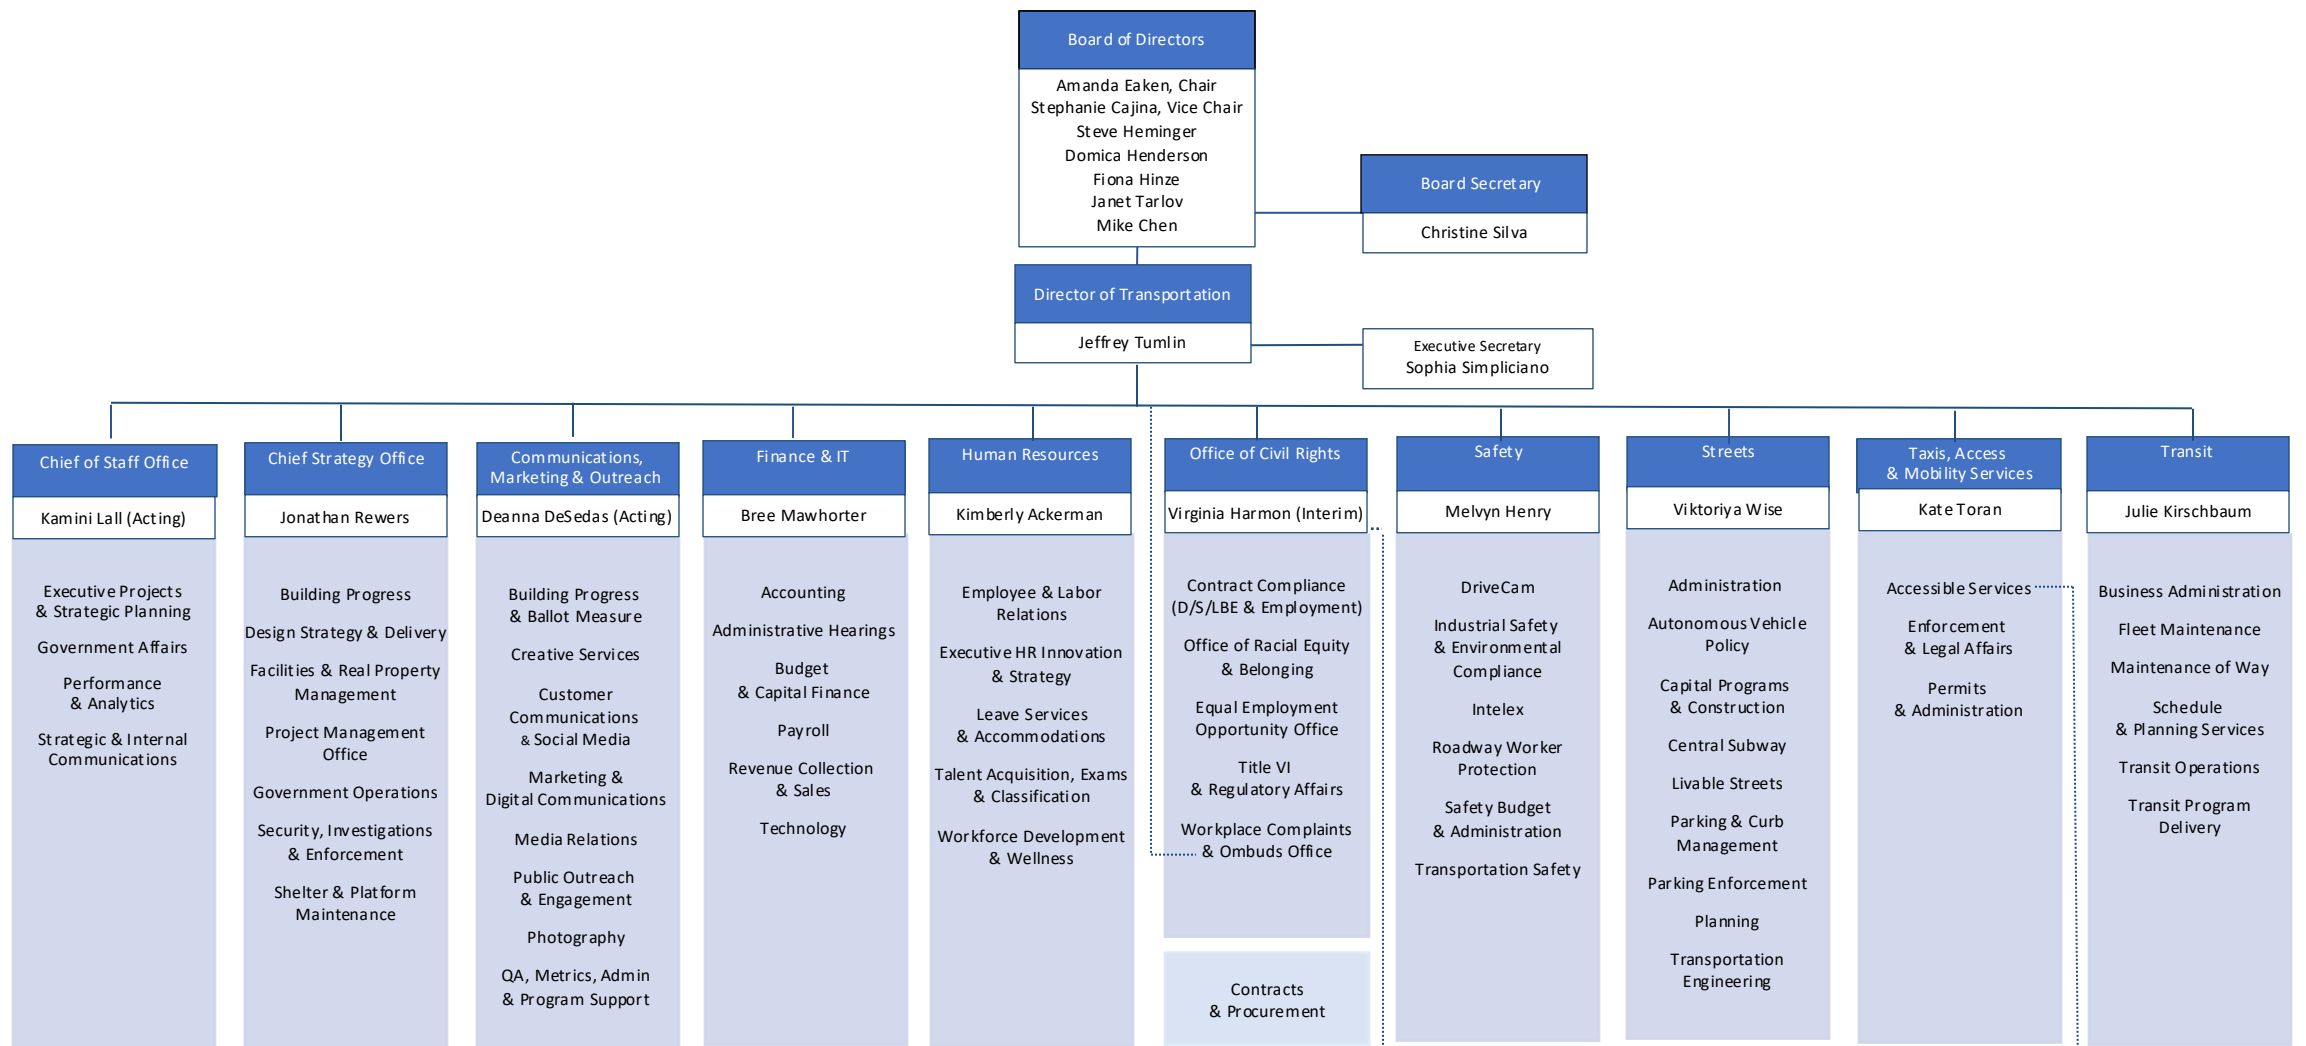 Board of Directors
Amanda Eaken, Chair
Stephanie Cajina, Vice Chair
Steve Heminger
Domica Henderson
Fiona Hinze
Janet Tarlov
Mike Chen
Board Secretary
Christine Silva
Director of Transportation
Jeffrey Tumlin
Executive Secretary
Sophia Simpliciano
Chief of Staff Office
Kamini Lall (Acting)
Executive Projects
& Strategic Planning
Government Affairs
Performance
& Analytics
Strategic & Internal
Communications
Chief Strategy Office
Jonathan Rewers
Building Progress
Design Strategy & Delivery
Facilities & Real Property
Management
Project Management
Office
Government Operations
Security, Investigations
& Enforcement
Shelter & Platform
Maintenance
Communications,
Marketing & Outreach
Deanna DeSedas (Acting)
Building Progress
& Ballot Measure
Creative Services
Customer
Communications
& Social Media
Marketing &
Digital Communications
Media Relations
Public Outreach
& Engagement
Photography
QA, Metrics, Admin
& Program Support
Finance & IT
Bree Mawhorter
Accounting
Administrative Hearings
Budget
& Capital Finance
Payroll
Revenue Collection
& Sales
Technology
Human Resources
Kimberly Ackerman
Employee & Labor
Relations
Executive HR Innovation
& Strategy
Leave Services
& Accommodations
Talent Acquisition, Exams
& Classification
Workforce Development
& Wellness
Office of Civil Rights
Virginia Harmon (Interim)
Contract Compliance
(D/S/LBE & Employment)
Office of Racial Equity
& Belonging
Equal Employment
Opportunity Office
Title VI
& Regulatory Affairs
Workplace Complaints
& Ombuds Office
Contracts
& Procurement
Safety
Melvyn Henry
DriveCam
Industrial Safety
& Environmental
Compliance
Intelex
Roadway Worker
Protection
Safety Budget
& Administration
Transportation Safety
Streets
Viktoriya Wise
Administration
Autonomous Vehicle
Policy
Capital Programs
& Construction
Central Subway
Livable Streets
Parking & Curb
Management
Parking Enforcement
Planning
Transportation
Engineering
Taxis, Access
& Mobility Services
Kate Toran
Accessible Services
Enforcement
& Legal Affairs
Permits
& Administration
Transit
Julie Kirschbaum
Business Administration
Fleet Maintenance
Maintenance of Way
Schedule
& Planning Services
Transit Operations
Transit Program
Delivery